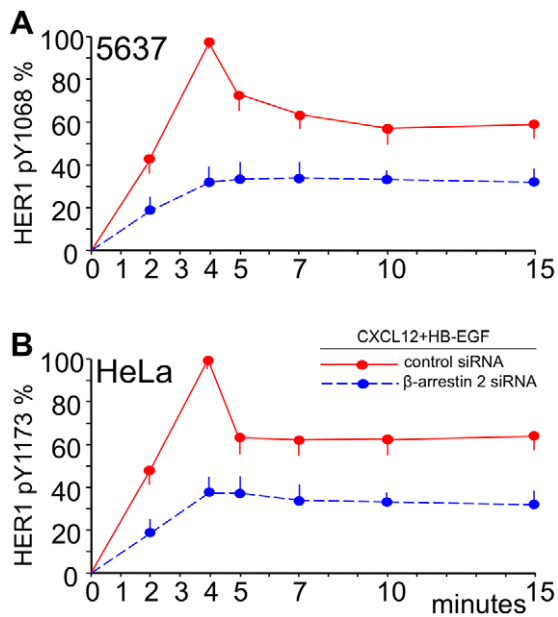 A
5637
HER1 pY1068 %
100
80
60
40
20
0
0 1 2 3 4 5 7 10 15
B
HeLa
CXCL12+HB-EGF
control siRNA
β-arrestin 2 siRNA
HER1 pY1173 %
100
80
60
40
20
0
0 1 2 3 4 5 7 10 15
minutes